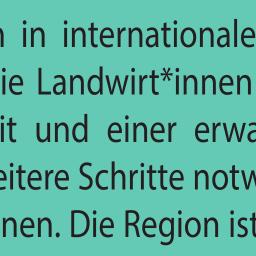 n in internationale
ie Landwirt*innen
it und einer erwa
eitere Schritte notw
nen. Die Region ist